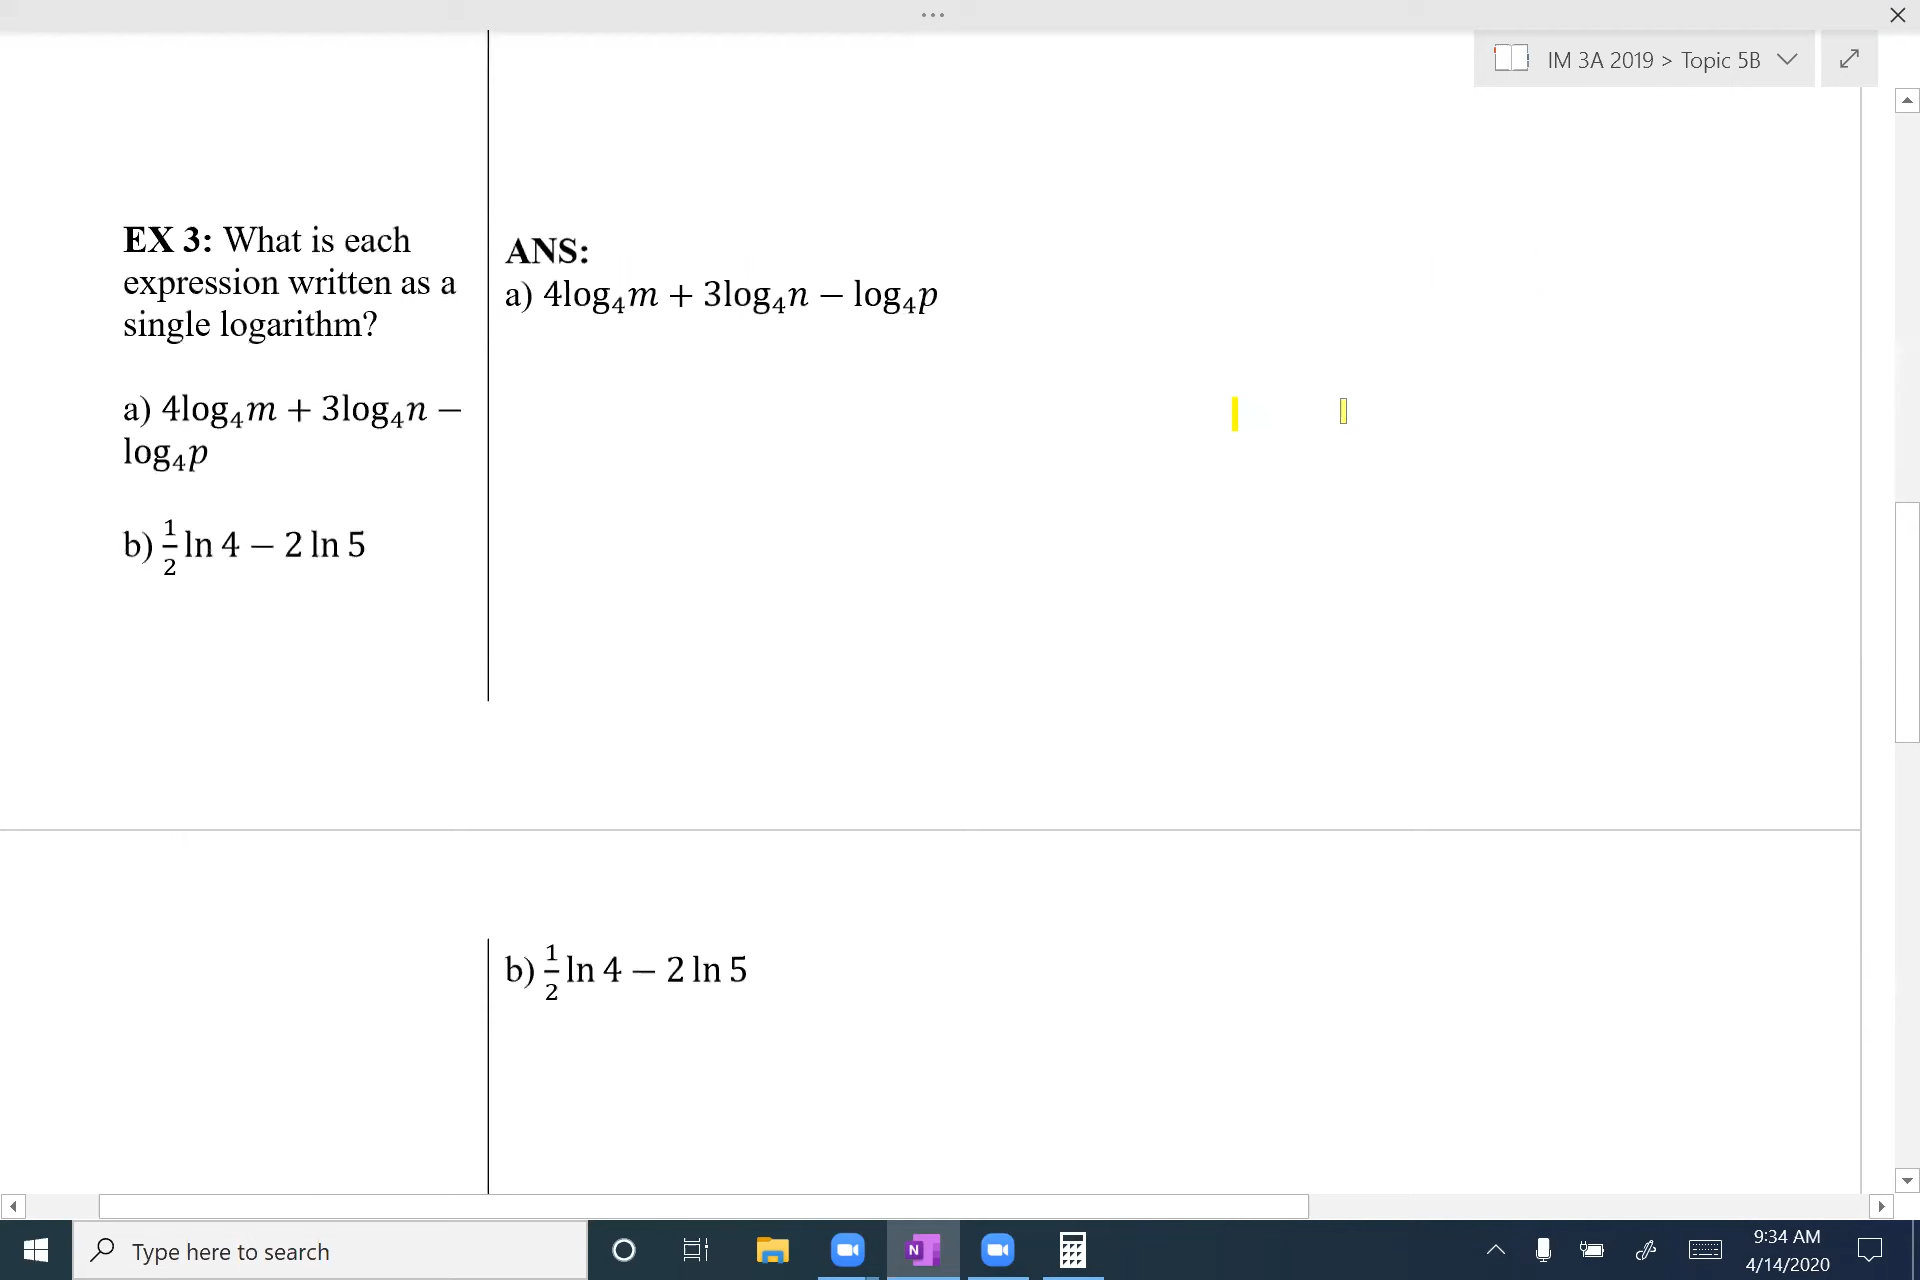 IM 3A 2019 > Topic 5B
EX 3: What is each
expression written as a
single logarithm?
a) 4log₄m + 3log₄n −
log₄p
b) ½ ln 4 − 2 ln 5
ANS:
a) 4log₄m + 3log₄n − log₄p
b) ½ ln 4 − 2 ln 5
Type here to search
N
9:34 AM
4/14/2020